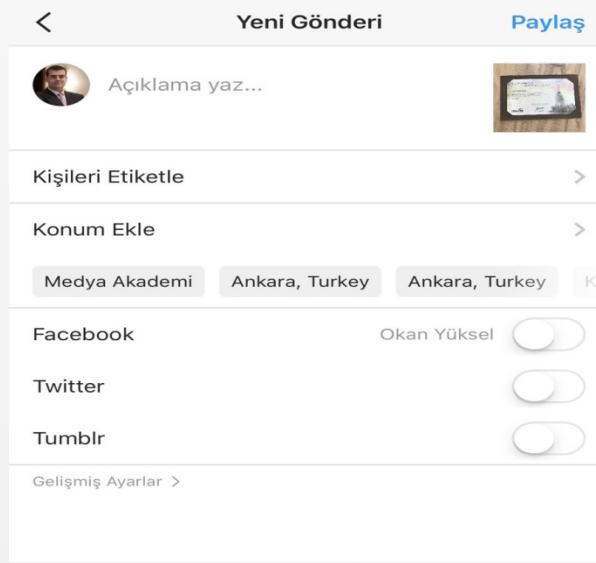 Yeni Gönderi
Paylaş
Açıklama yaz...
Kişileri Etiketle
Konum Ekle
Medya Akademi
Ankara, Turkey
Ankara, Turkey
K
Facebook
Okan Yüksel
Twitter
Tumblr
Gelişmiş Ayarlar